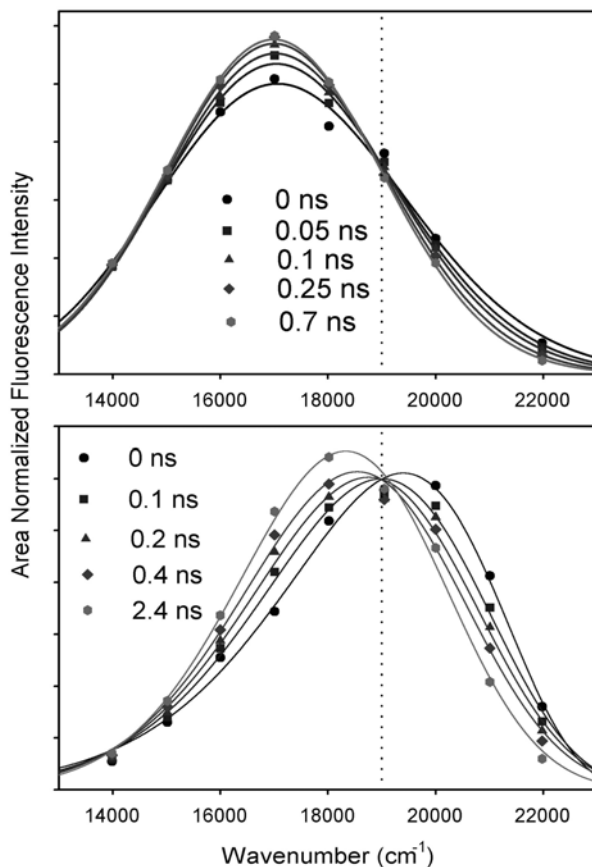 Area Normalized Fluorescence Intensity
0 ns
0.05 ns
0.1 ns
0.25 ns
0.7 ns
14000 16000 18000 20000 22000
0 ns
0.1 ns
0.2 ns
0.4 ns
2.4 ns
14000 16000 18000 20000 22000
Wavenumber (cm⁻¹)